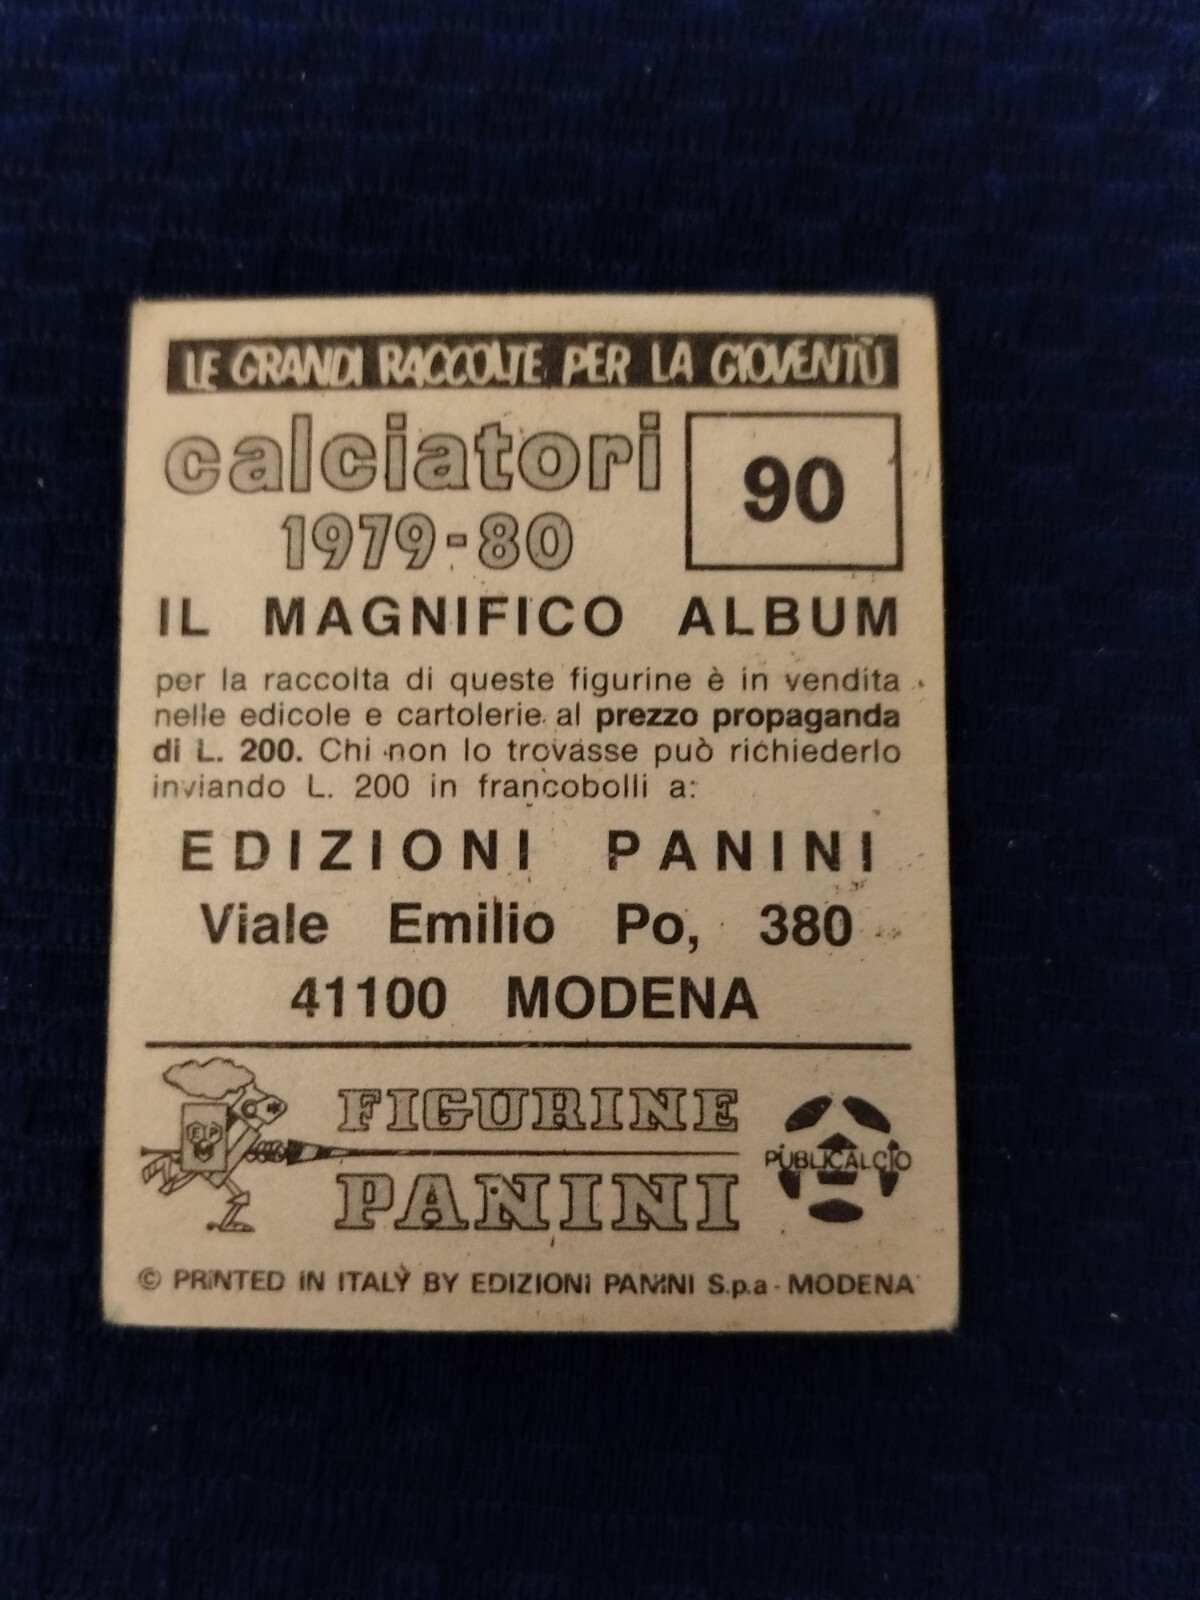 LE GRANDI RACCOLTE PER LA GIOVENTÙ
calciatori
1979-80
90
IL MAGNIFICO ALBUM
per la raccolta di queste figurine è in vendita
nelle edicole e cartolerie al prezzo propaganda
di L. 200. Chi non lo trovasse può richiederlo
inviando L. 200 in francobolli a:
EDIZIONI PANINI
Viale Emilio Po, 380
41100 MODENA
EP
FIGURINE
PANINI
PUBLICALCIO
© PRINTED IN ITALY BY EDIZIONI PANINI S.p.a - MODENA